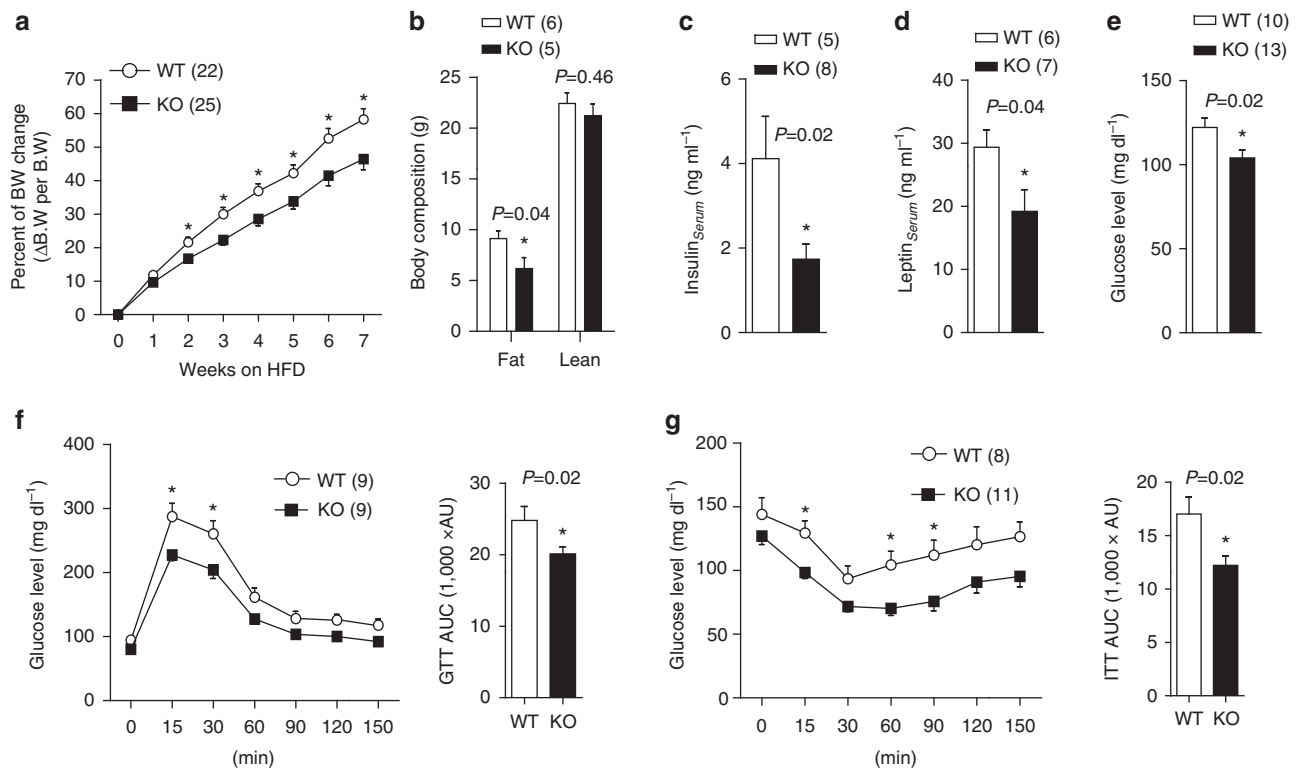 a
WT (22)
KO (25)
Percent of BW change
(ΔB.W per B.W)
70
60
50
40
30
20
10
0
* * * * * *
0 1 2 3 4 5 6 7
Weeks on HFD
b
WT (6)
KO (5)
Body composition (g)
25
20
15
10
5
0
P=0.46
P=0.04
*
Fat Lean
c
WT (5)
KO (8)
Insulin Serum (ng ml⁻¹)
6
4
2
0
P=0.02
*
d
WT (6)
KO (7)
Leptin Serum (ng ml⁻¹)
40
30
20
10
0
P=0.04
*
e
WT (10)
KO (13)
Glucose level (mg dl⁻¹)
150
100
50
0
P=0.02
*
f
WT (9)
KO (9)
Glucose level (mg dl⁻¹)
400
300
200
100
0
* *
0 15 30 60 90 120 150
(min)
GTT AUC (1,000 ×AU)
30
20
10
0
P=0.02
*
WT KO
g
WT (8)
KO (11)
Glucose level (mg dl⁻¹)
200
150
100
50
0
* * *
0 15 30 60 90 120 150
(min)
ITT AUC (1,000 × AU)
20
15
10
5
0
P=0.02
*
WT KO